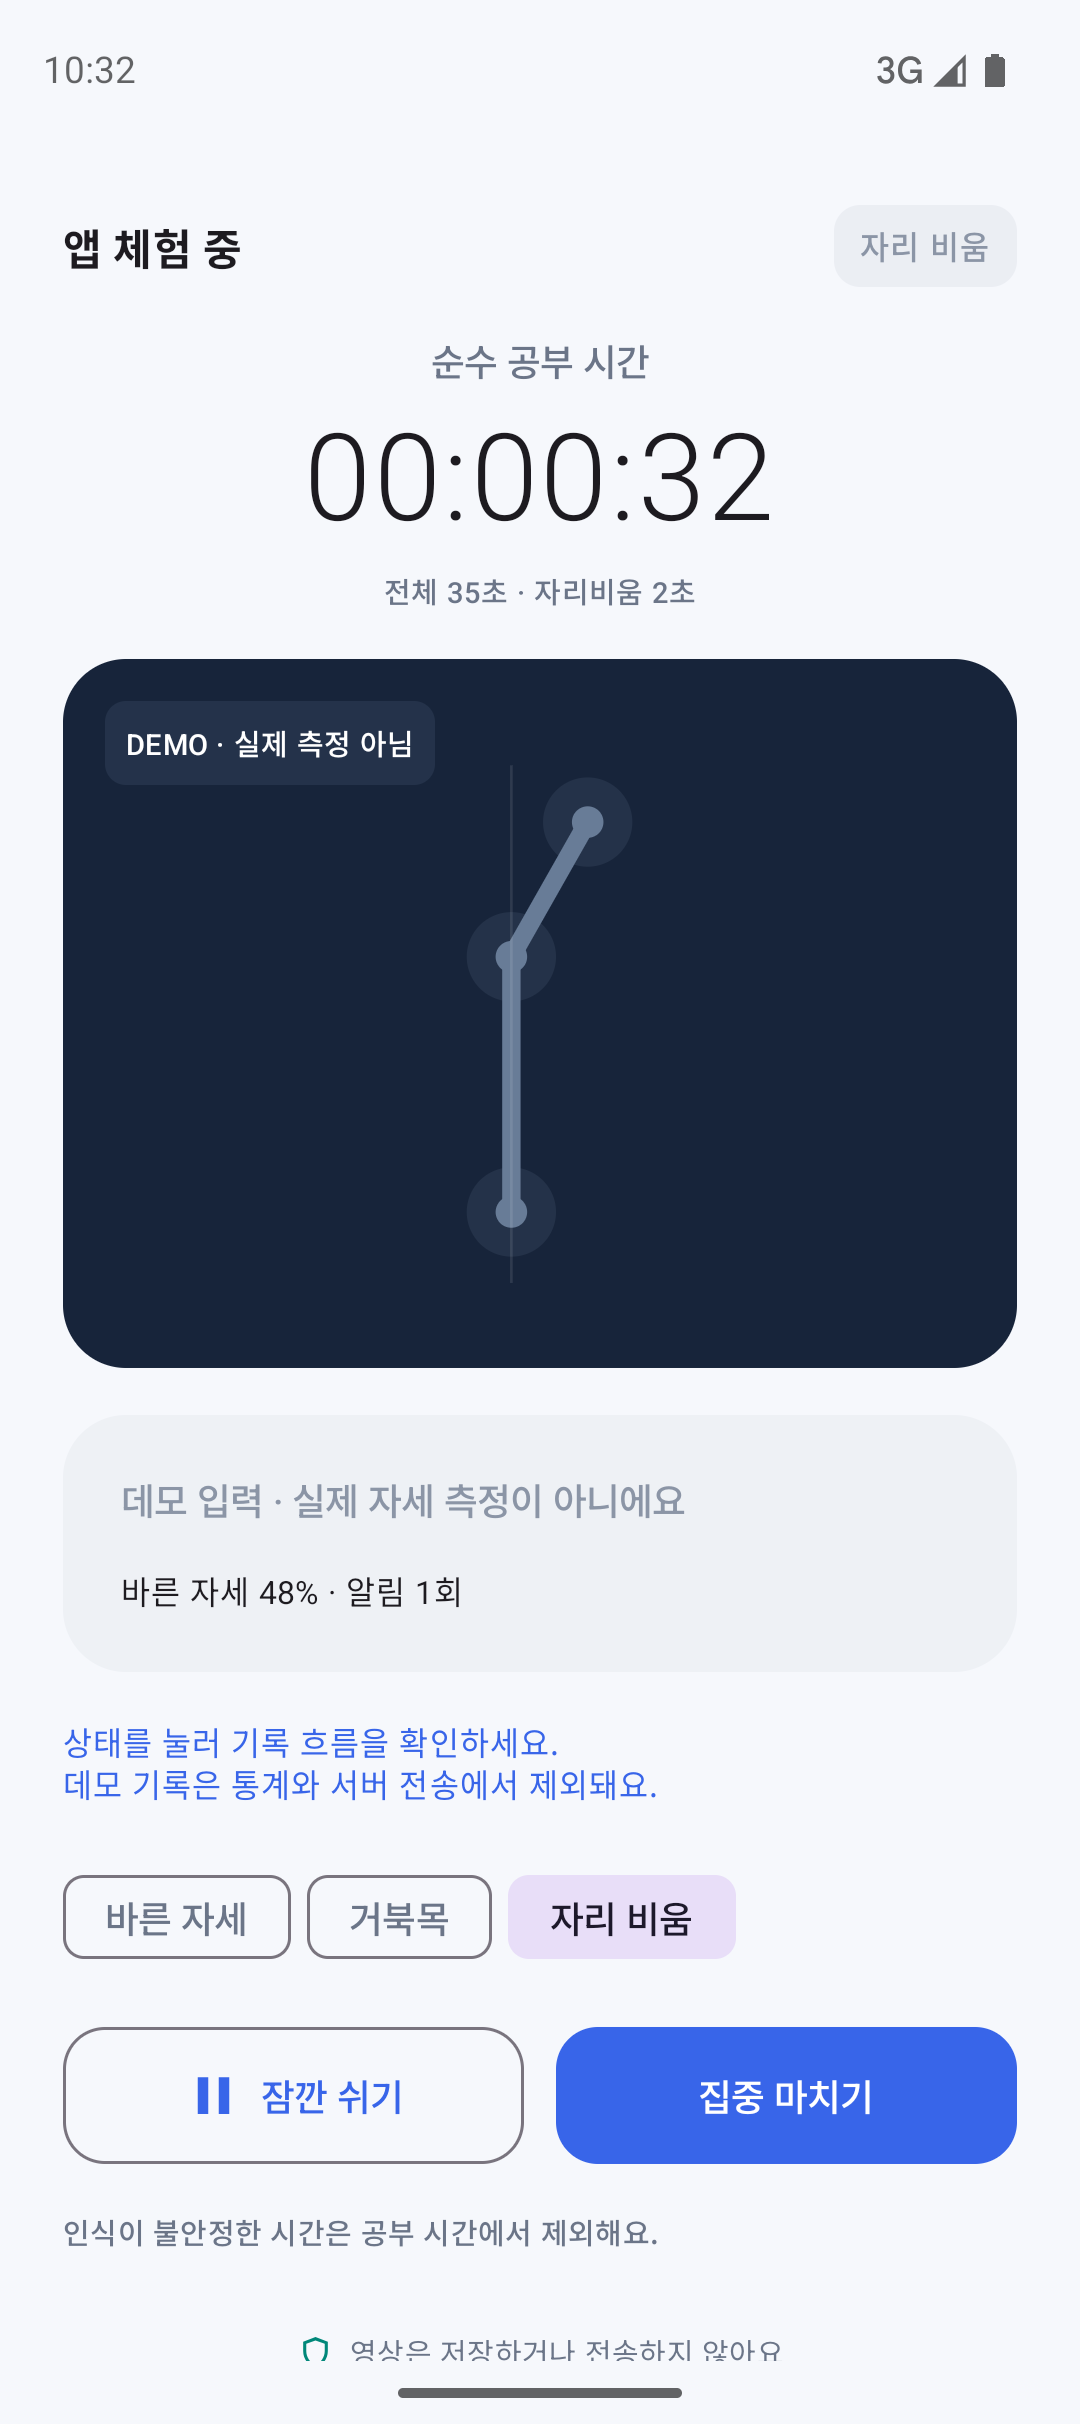 10:32
3G
앱 체험 중
자리 비움
순수 공부 시간
00:00:32
전체 35초 · 자리비움 2초
DEMO · 실제 측정 아님
데모 입력 · 실제 자세 측정이 아니에요
바른 자세 48% · 알림 1회
상태를 눌러 기록 흐름을 확인하세요.
데모 기록은 통계와 서버 전송에서 제외돼요.
바른 자세
거북목
자리 비움
잠깐 쉬기
집중 마치기
인식이 불안정한 시간은 공부 시간에서 제외해요.
영상은 저장하거나 전송하지 않아요